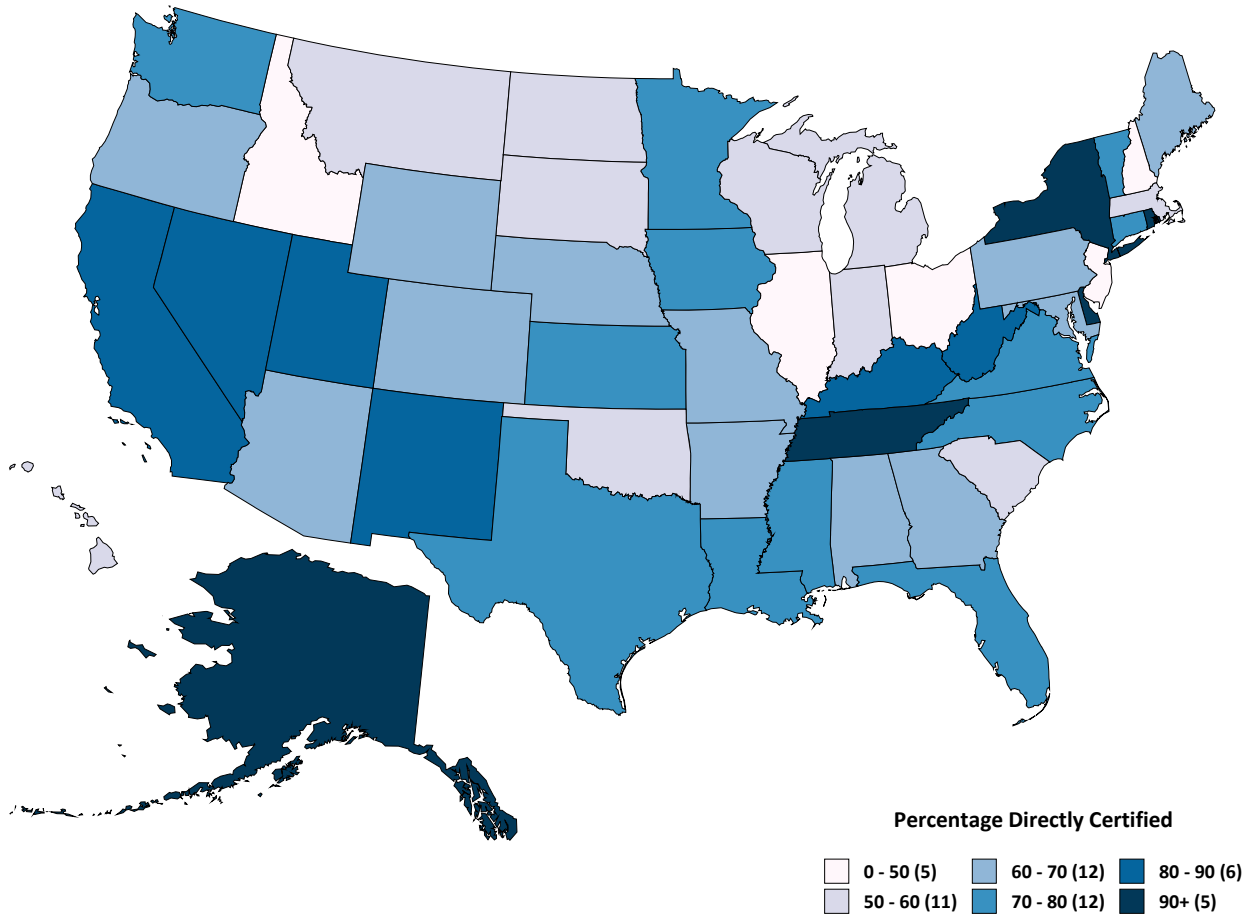 Percentage Directly Certified
0 - 50 (5) 60 - 70 (12) 80 - 90 (6)
50 - 60 (11) 70 - 80 (12) 90+ (5)